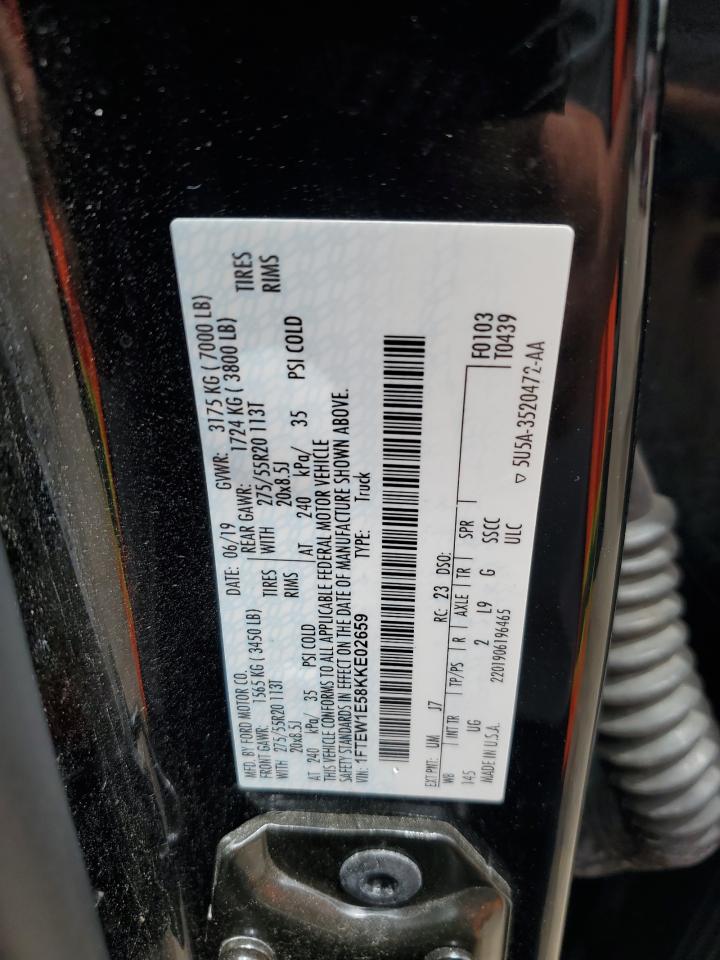 MFD. BY FORD MOTOR CO.
DATE: 06/19 GVWR: 3175 KG ( 7000 LB)
FRONT GAWR: 1565 KG (3450 LB) REAR GAWR: 1724 KG ( 3800 LB)
WITH 275/55R20 113T TIRES WITH 275/55R20 113T TIRES
20x8.5J RIMS 20x8.5J RIMS
AT 240 kPa/ 35 PSI COLD AT 240 kPa/ 35 PSI COLD
THIS VEHICLE CONFORMS TO ALL APPLICABLE FEDERAL MOTOR VEHICLE
SAFETY STANDARDS IN EFFECT ON THE DATE OF MANUFACTURE SHOWN ABOVE.
VIN: 1FTEW1E58KKE02659 TYPE: Truck
F0103
T0439
EXT PNT: UM J7 RC: 23 DSO:
WB INT TR TP/PS R AXLE TR SPR
145 UG 2 L9 G SSCC
ULC
MADE IN U.S.A. 2201906196465
▽ 5U5A-3520472-AA